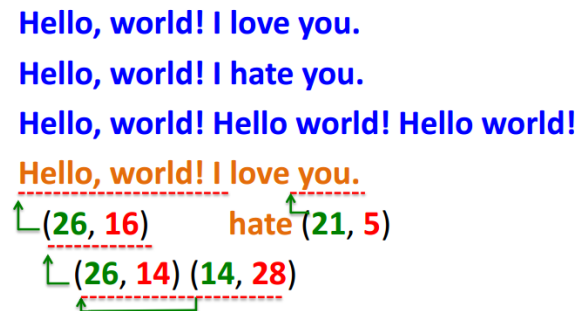 Hello, world! I love you.
Hello, world! I hate you.
Hello, world! Hello world! Hello world!
Hello, world! I love you.
(26, 16) hate (21, 5)
(26, 14) (14, 28)